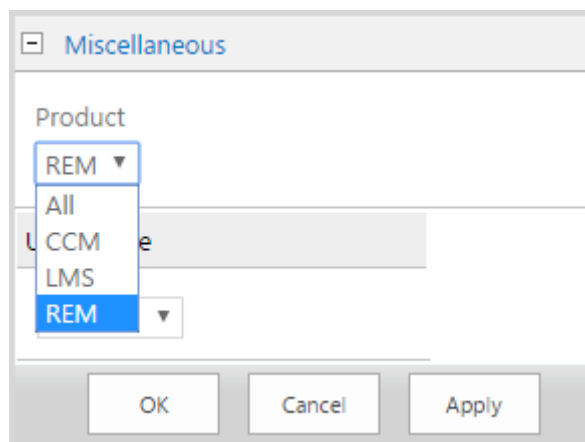 Miscellaneous
Product
REM
All
CCM
LMS
REM
OK Cancel Apply